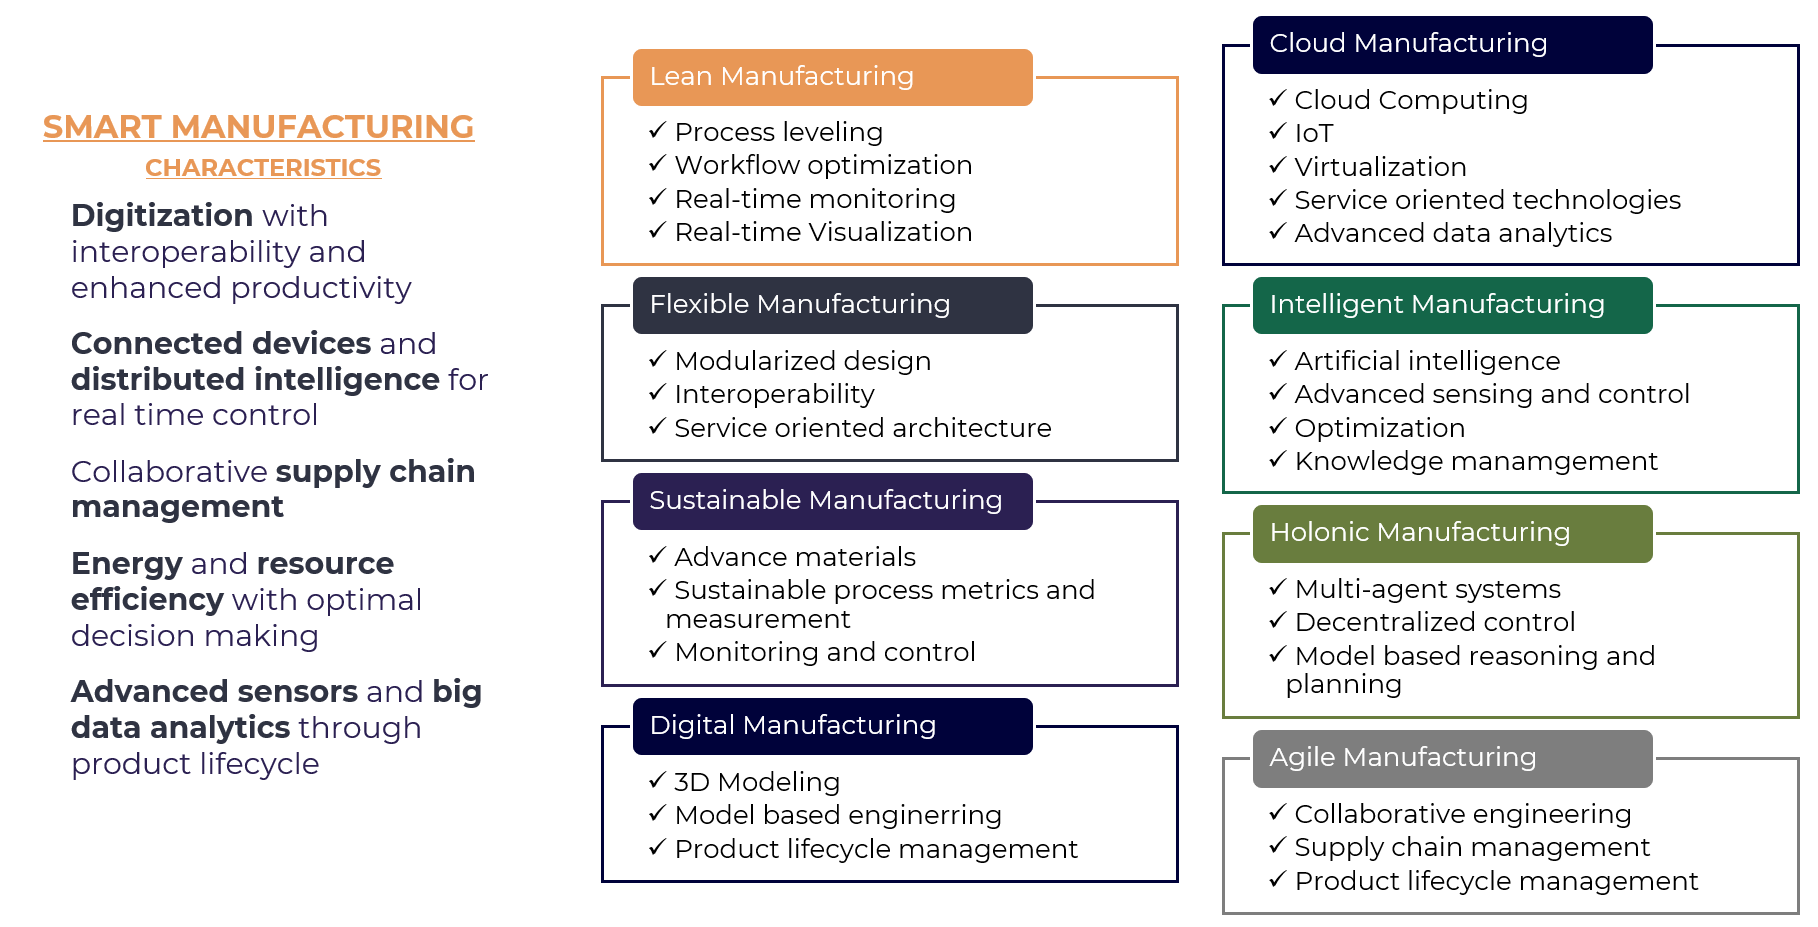 SMART MANUFACTURING
CHARACTERISTICS
Digitization with
interoperability and
enhanced productivity
Connected devices and
distributed intelligence for
real time control
Collaborative supply chain
management
Energy and resource
efficiency with optimal
decision making
Advanced sensors and big
data analytics through
product lifecycle
Lean Manufacturing
✓ Process leveling
✓ Workflow optimization
✓ Real-time monitoring
✓ Real-time Visualization
Flexible Manufacturing
✓ Modularized design
✓ Interoperability
✓ Service oriented architecture
Sustainable Manufacturing
✓ Advance materials
✓ Sustainable process metrics and
measurement
✓ Monitoring and control
Digital Manufacturing
✓ 3D Modeling
✓ Model based enginerring
✓ Product lifecycle management
Cloud Manufacturing
✓ Cloud Computing
✓ IoT
✓ Virtualization
✓ Service oriented technologies
✓ Advanced data analytics
Intelligent Manufacturing
✓ Artificial intelligence
✓ Advanced sensing and control
✓ Optimization
✓ Knowledge manamgement
Holonic Manufacturing
✓ Multi-agent systems
✓ Decentralized control
✓ Model based reasoning and
planning
Agile Manufacturing
✓ Collaborative engineering
✓ Supply chain management
✓ Product lifecycle management